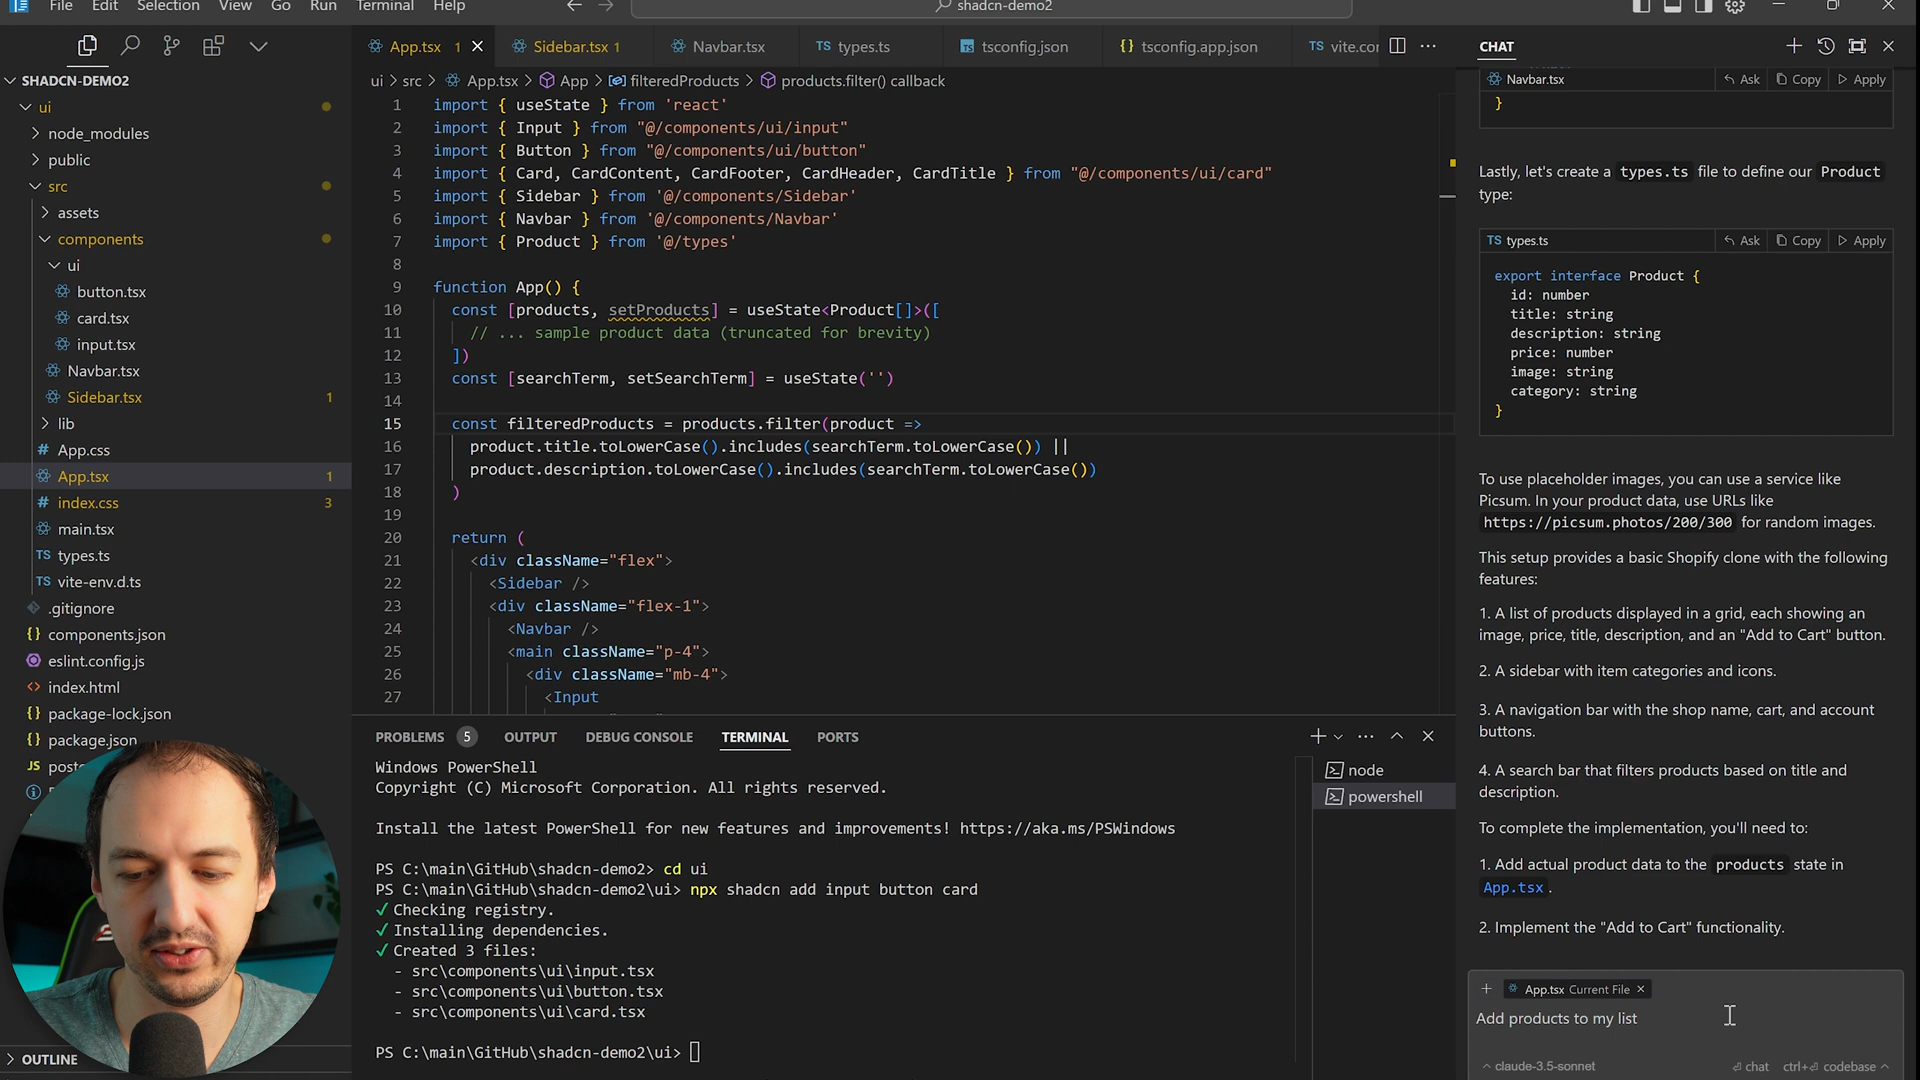 File Edit Selection View Go Run Terminal Help
shadcn-demo2
SHADCN-DEMO2
ui
node_modules
public
src
assets
components
ui
button.tsx
card.tsx
input.tsx
Navbar.tsx
Sidebar.tsx 1
lib
# App.css
App.tsx 1
# index.css 3
main.tsx
TS types.ts
TS vite-env.d.ts
.gitignore
{} components.json
eslint.config.js
<> index.html
{} package-lock.json
{} package.json
JS
OUTLINE
App.tsx 1
Sidebar.tsx 1
Navbar.tsx
TS types.ts
tsconfig.json
{} tsconfig.app.json
TS
ui > src > App.tsx > App > filteredProducts > products.filter() callback
1 import { useState } from 'react'
2 import { Input } from "@/components/ui/input"
3 import { Button } from "@/components/ui/button"
4 import { Card, CardContent, CardFooter, CardHeader, CardTitle } from "@/components/ui/card"
5 import { Sidebar } from '@/components/Sidebar'
6 import { Navbar } from '@/components/Navbar'
7 import { Product } from '@/types'
8
9 function App() {
10 const [products, setProducts] = useState<Product[]>([
11 // ... sample product data (truncated for brevity)
12 ])
13 const [searchTerm, setSearchTerm] = useState('')
14
15 const filteredProducts = products.filter(product =>
16 product.title.toLowerCase().includes(searchTerm.toLowerCase()) ||
17 product.description.toLowerCase().includes(searchTerm.toLowerCase())
18 )
19
20 return (
21 <div className="flex">
22 <Sidebar />
23 <div className="flex-1">
24 <Navbar />
25 <main className="p-4">
26 <div className="mb-4">
27 <Input
PROBLEMS 5 OUTPUT DEBUG CONSOLE TERMINAL PORTS
Windows PowerShell
Copyright (C) Microsoft Corporation. All rights reserved.
Install the latest PowerShell for new features and improvements! https://aka.ms/PSWindows
PS C:\main\GitHub\shadcn-demo2> cd ui
PS C:\main\GitHub\shadcn-demo2\ui> npx shadcn add input button card
✓ Checking registry.
✓ Installing dependencies.
✓ Created 3 files:
- src\components\ui\input.tsx
- src\components\ui\button.tsx
- src\components\ui\card.tsx
PS C:\main\GitHub\shadcn-demo2\ui>
node
powershell
CHAT
Navbar.tsx Ask Copy Apply
}
Lastly, let's create a types.ts file to define our Product
type:
TS types.ts Ask Copy Apply
export interface Product {
id: number
title: string
description: string
price: number
image: string
category: string
}
To use placeholder images, you can use a service like
Picsum. In your product data, use URLs like
https://picsum.photos/200/300 for random images.
This setup provides a basic Shopify clone with the following
features:
1. A list of products displayed in a grid, each showing an
image, price, title, description, and an "Add to Cart" button.
2. A sidebar with item categories and icons.
3. A navigation bar with the shop name, cart, and account
buttons.
4. A search bar that filters products based on title and
description.
To complete the implementation, you'll need to:
1. Add actual product data to the products state in
App.tsx.
2. Implement the "Add to Cart" functionality.
App.tsx Current File
Add products to my list
claude-3.5-sonnet
chat ctrl+⏎ codebase